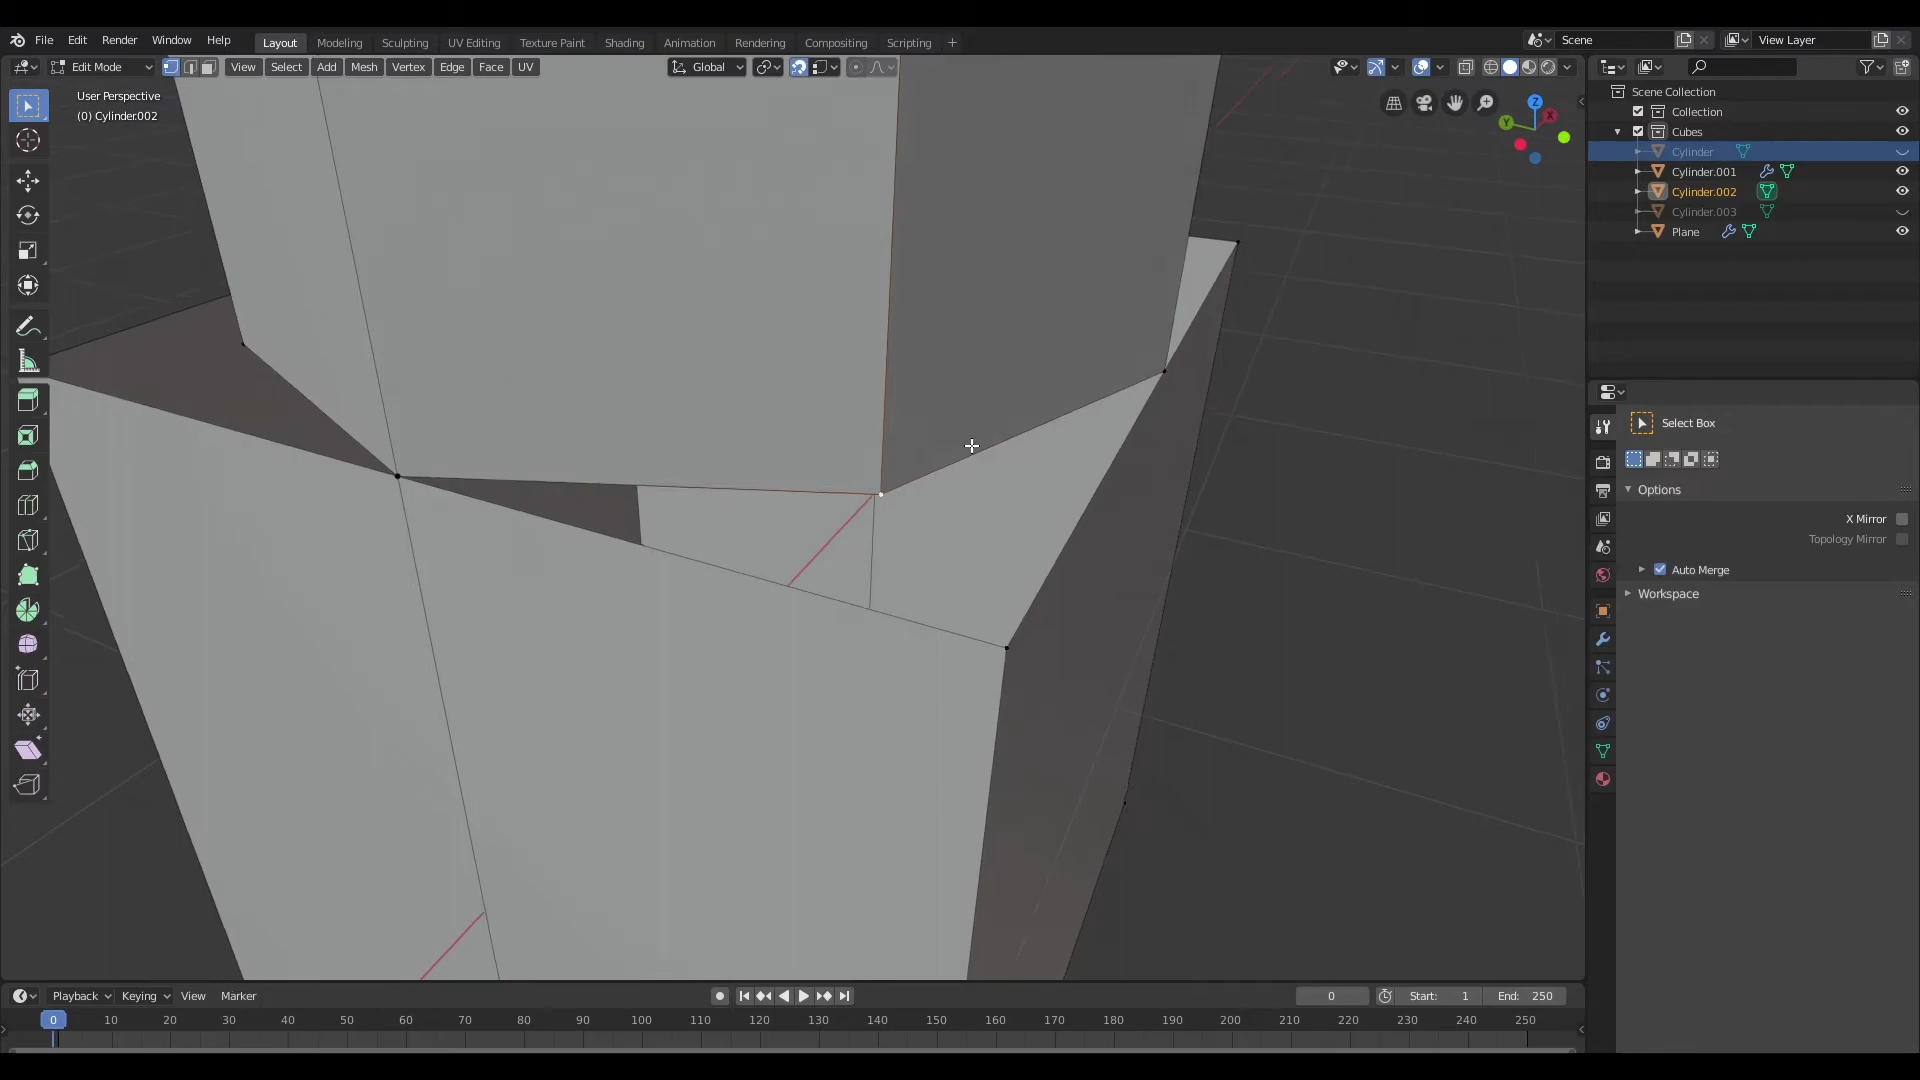 File Edit Render Window Help Layout Modeling Sculpting UV Editing Texture Paint Shading Animation Rendering Compositing Scripting + Scene View Layer
Edit Mode View Select Add Mesh Vertex Edge Face UV Global
User Perspective
(0) Cylinder.002
Z
X
Y
Scene Collection
Collection
Cubes
Cylinder
Cylinder.001
Cylinder.002
Cylinder.003
Plane
Select Box
Options
X Mirror
Topology Mirror
Auto Merge
Workspace
Playback Keying View Marker 0 Start: 1 End: 250
0 10 20 30 40 50 60 70 80 90 100 110 120 130 140 150 160 170 180 190 200 210 220 230 240 250